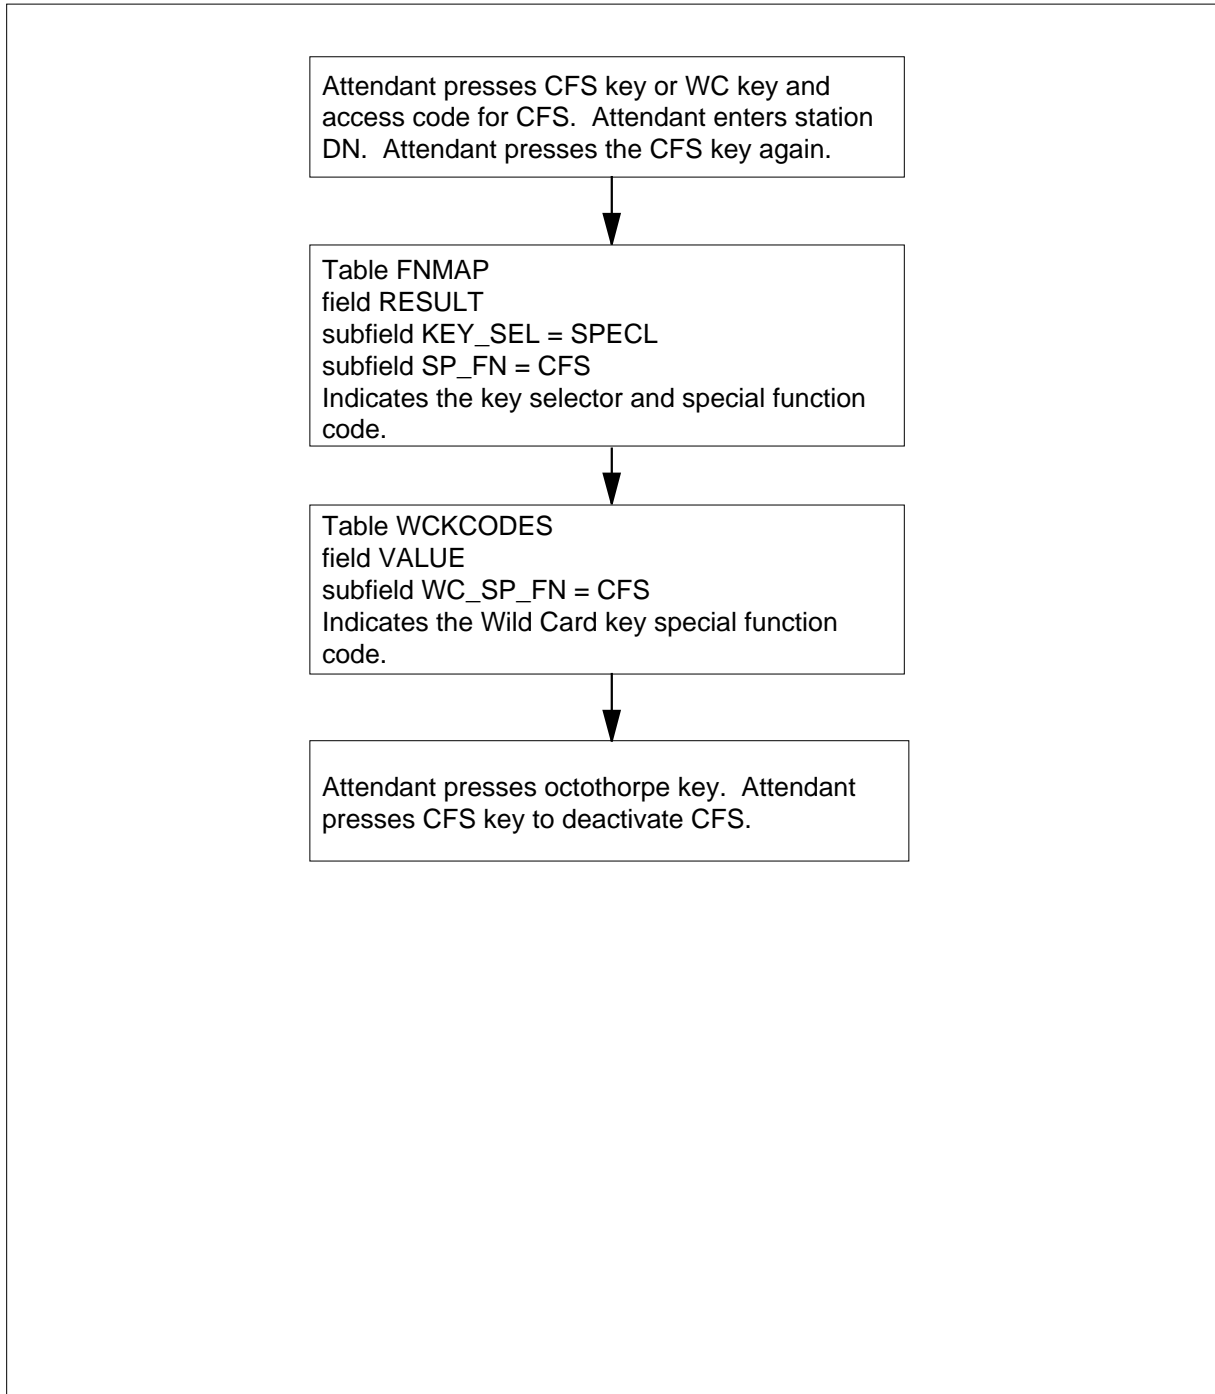 Attendant presses CFS key or WC key and
access code for CFS.  Attendant enters station
DN.  Attendant presses the CFS key again.
Table FNMAP
field RESULT
subfield KEY_SEL = SPECL
subfield SP_FN = CFS
Indicates the key selector and special function
code.
Table WCKCODES
field VALUE
subfield WC_SP_FN = CFS
Indicates the Wild Card key special function
code.
Attendant presses octothorpe key.  Attendant
presses CFS key to deactivate CFS.